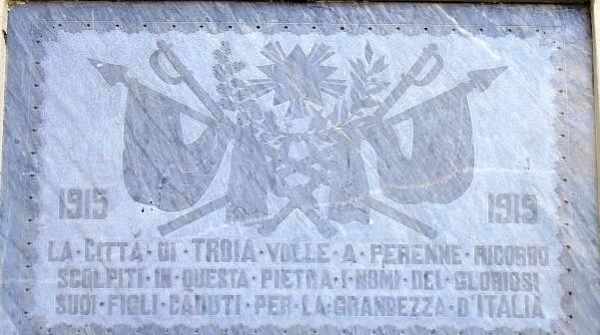 1915 1919
LA·CITTÀ·DI·TROIA·VOLLE·A·PERENNE·RICORDO
SCOLPITI·IN·QUESTA·PIETRA·I·NOMI·DEI·GLORIOSI
SUOI·FIGLI·CADUTI·PER·LA·GRANDEZZA·D'ITALIA